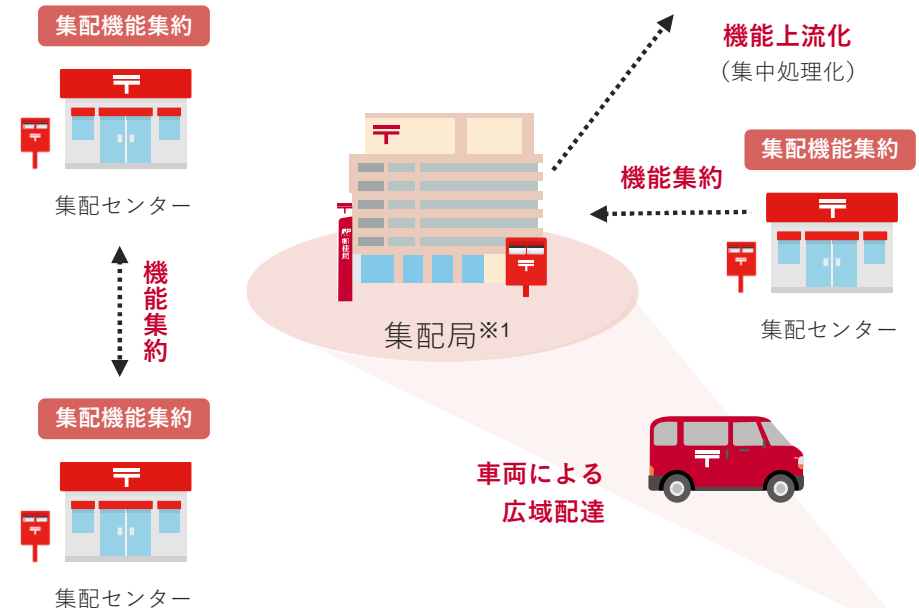 集配機能集約
集配センター
機能集約
集配機能集約
集配センター
機能上流化
（集中処理化）
郵便局
集配局※1
機能集約
集配機能集約
集配センター
車両による
広域配達